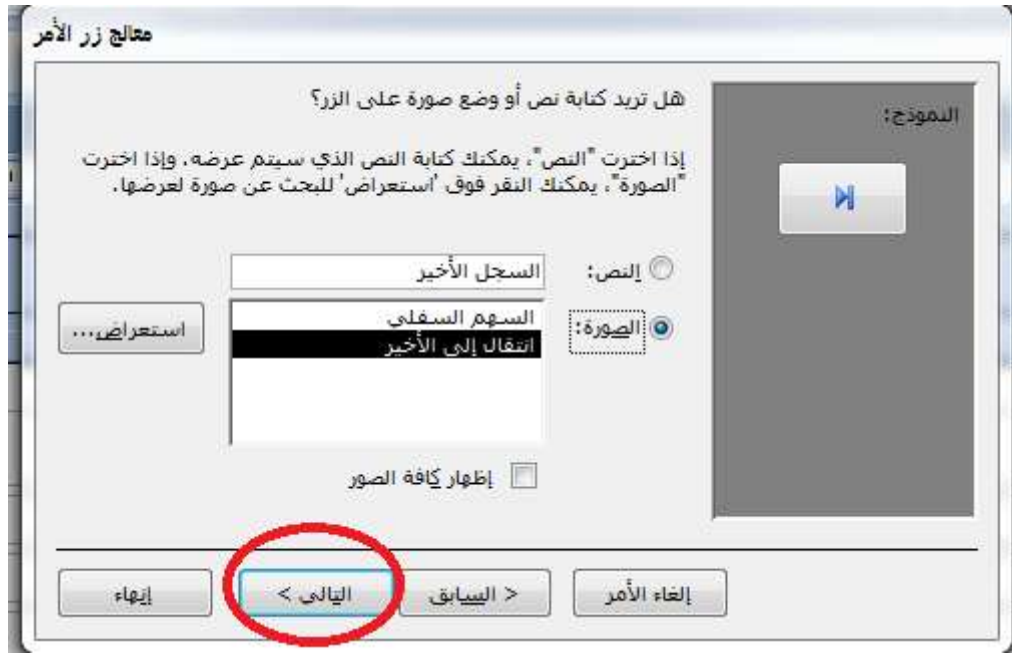 معالج زر الأمر
النموذج:
هل تريد كتابة نص أو وضع صورة على الزر؟
إذا اخترت "النص"، يمكنك كتابة النص الذي سيتم عرضه. وإذا اخترت
"الصورة"، يمكنك النقر فوق 'استعراض' للبحث عن صورة لعرضها.
النص:
السجل الأخير
الصورة:
السهم السفلي
انتقال إلى الأخير
استعراض...
إظهار كافة الصور
إلغاء الأمر
< السابق
التالي >
إنهاء